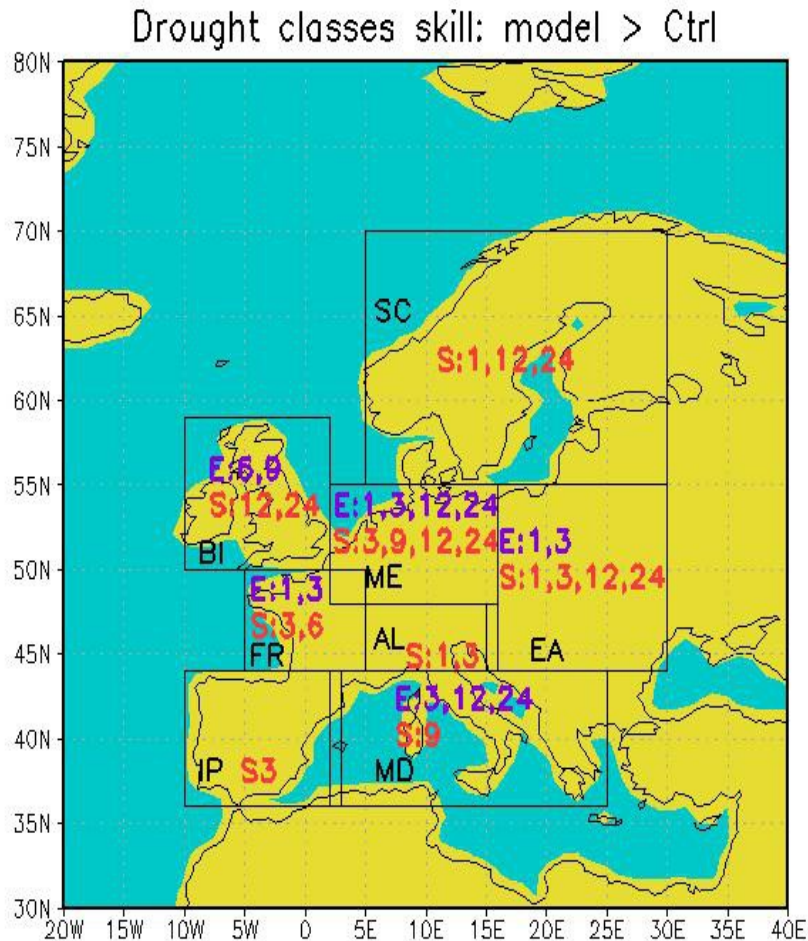 Drought classes skill: model > Ctrl
80N
75N
70N
SC
65N
S:1,12,24
60N
E:6,9
55N
S:12,24
E:1,3,12,24
S:3,9,12,24
E:1,3
BI
50N
E:1,3
ME
S:1,3,12,24
S:3,6
FR
AL
S:1,3
EA
45N
E:3,12,24
S:9
40N
IP
S3
MD
35N
30N
20W 15W 10W 5W 0 5E 10E 15E 20E 25E 30E 35E 40E